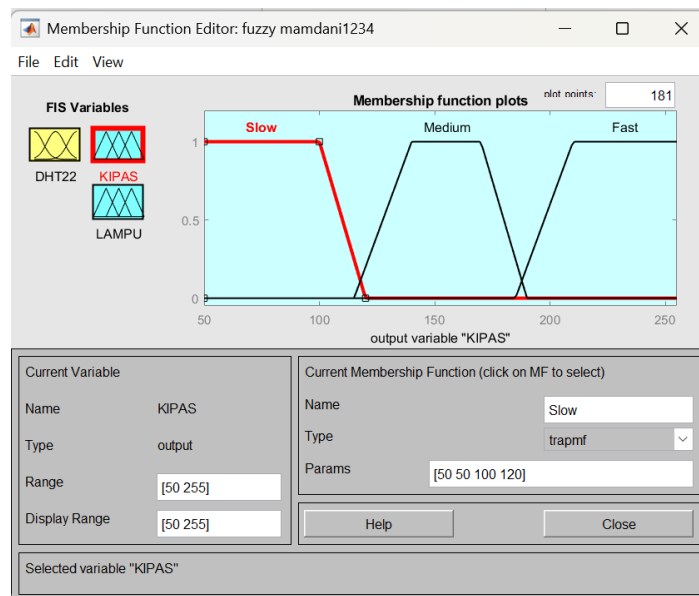 Membership Function Editor: fuzzy mamdani1234
File Edit View
FIS Variables
DHT22
KIPAS
LAMPU
Membership function plots
plot points:
181
Slow
Medium
Fast
1
0.5
0
50
100
150
200
250
output variable "KIPAS"
Current Variable
Name
KIPAS
Type
output
Range
[50 255]
Display Range
[50 255]
Current Membership Function (click on MF to select)
Name
Slow
Type
trapmf
Params
[50 50 100 120]
Help
Close
Selected variable "KIPAS"